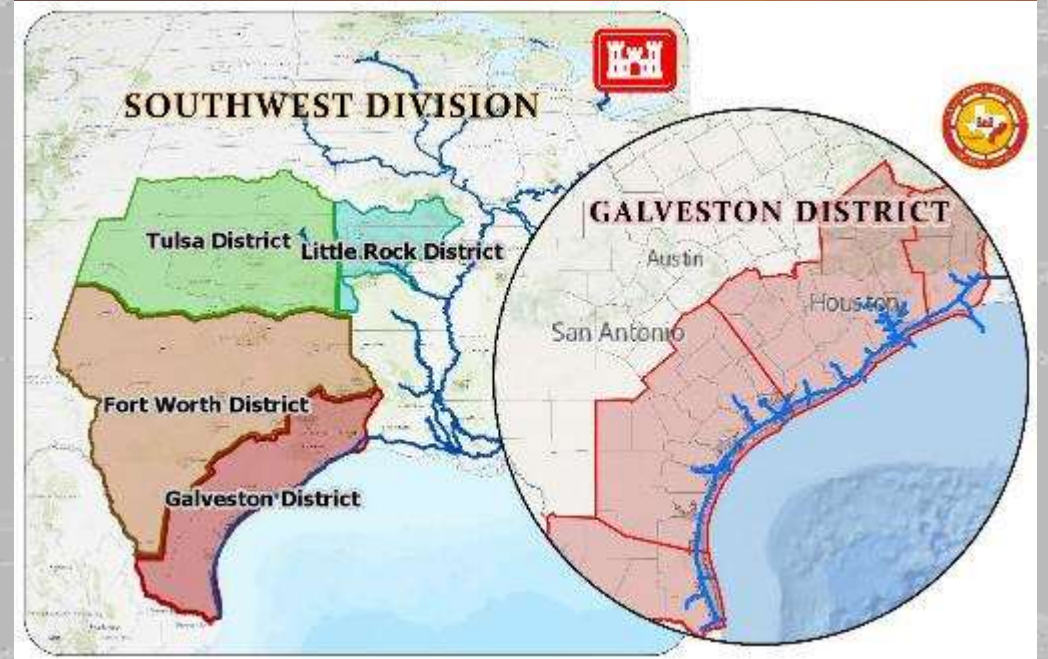 SOUTHWEST DIVISION
Tulsa District
Little Rock District
Fort Worth District
Galveston District
GALVESTON DISTRICT
Austin
Houston
San Antonio